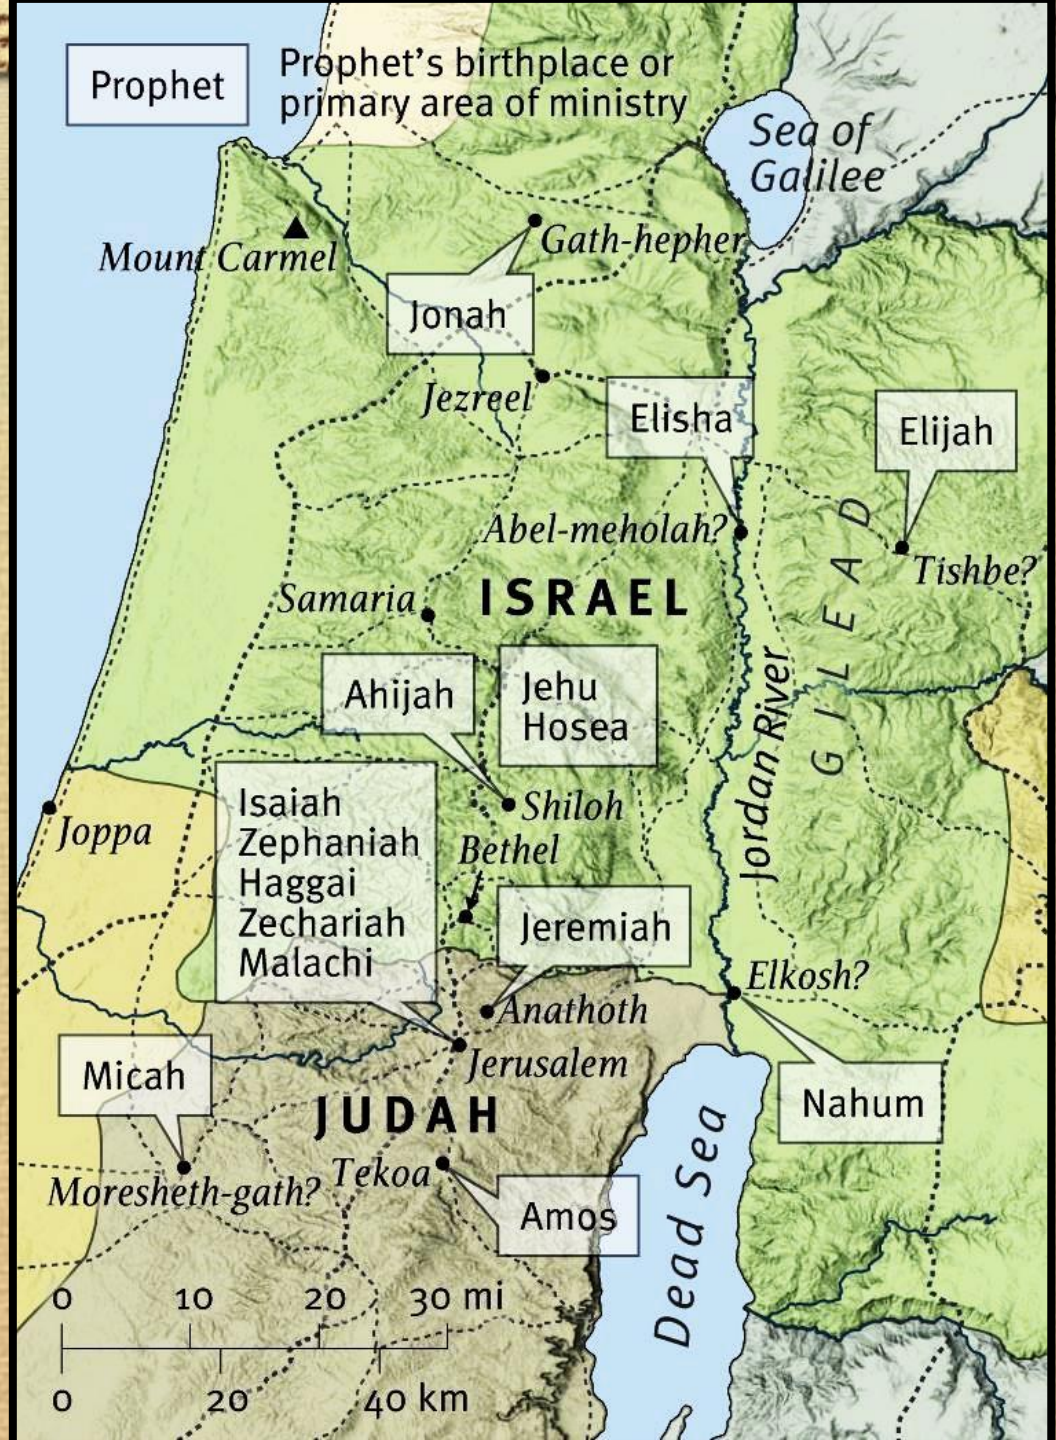 Prophet
Prophet's birthplace or
primary area of ministry
Sea of
Galilee
Mount Carmel
Gath-hepher
Jonah
Jezreel
Elisha
Elijah
Abel-meholah?
Tishbe?
GILEAD
Samaria
ISRAEL
Ahijah
Jehu
Hosea
Jordan River
Joppa
Shiloh
Isaiah
Zephaniah
Haggai
Zechariah
Malachi
Bethel
Jeremiah
Elkosh?
Anathoth
Jerusalem
Micah
JUDAH
Nahum
Moresheth-gath?
Tekoa
Amos
Dead Sea
0 10 20 30 mi
0 20 40 km